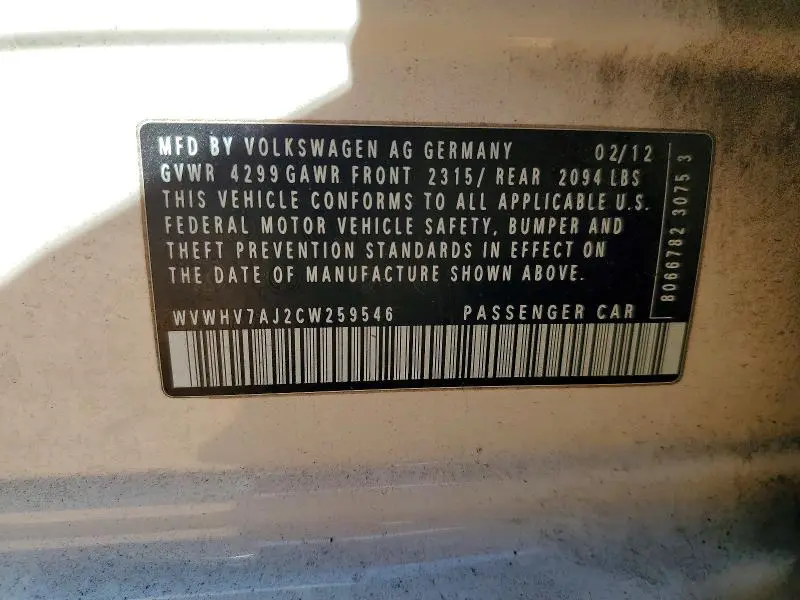 MFD BY VOLKSWAGEN AG GERMANY 02/12
GVWR 4299 GAWR FRONT 2315/ REAR 2094 LBS
THIS VEHICLE CONFORMS TO ALL APPLICABLE U.S.
FEDERAL MOTOR VEHICLE SAFETY, BUMPER AND
THEFT PREVENTION STANDARDS IN EFFECT ON
THE DATE OF MANUFACTURE SHOWN ABOVE.
WVWHV7AJ2CW259546 PASSENGER CAR
8066782 3075 3